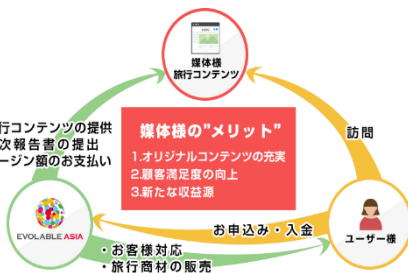 媒体様
旅行コンテンツ
行コンテンツの提供
次報告書の提出
ージン額のお支払い
媒体様の”メリット”
1.オリジナルコンテンツの充実
2.顧客満足度の向上
3.新たな収益源
訪問
EVOLABLE ASIA
お申込み・入金
ユーザー様
・お客様対応
・旅行商材の販売